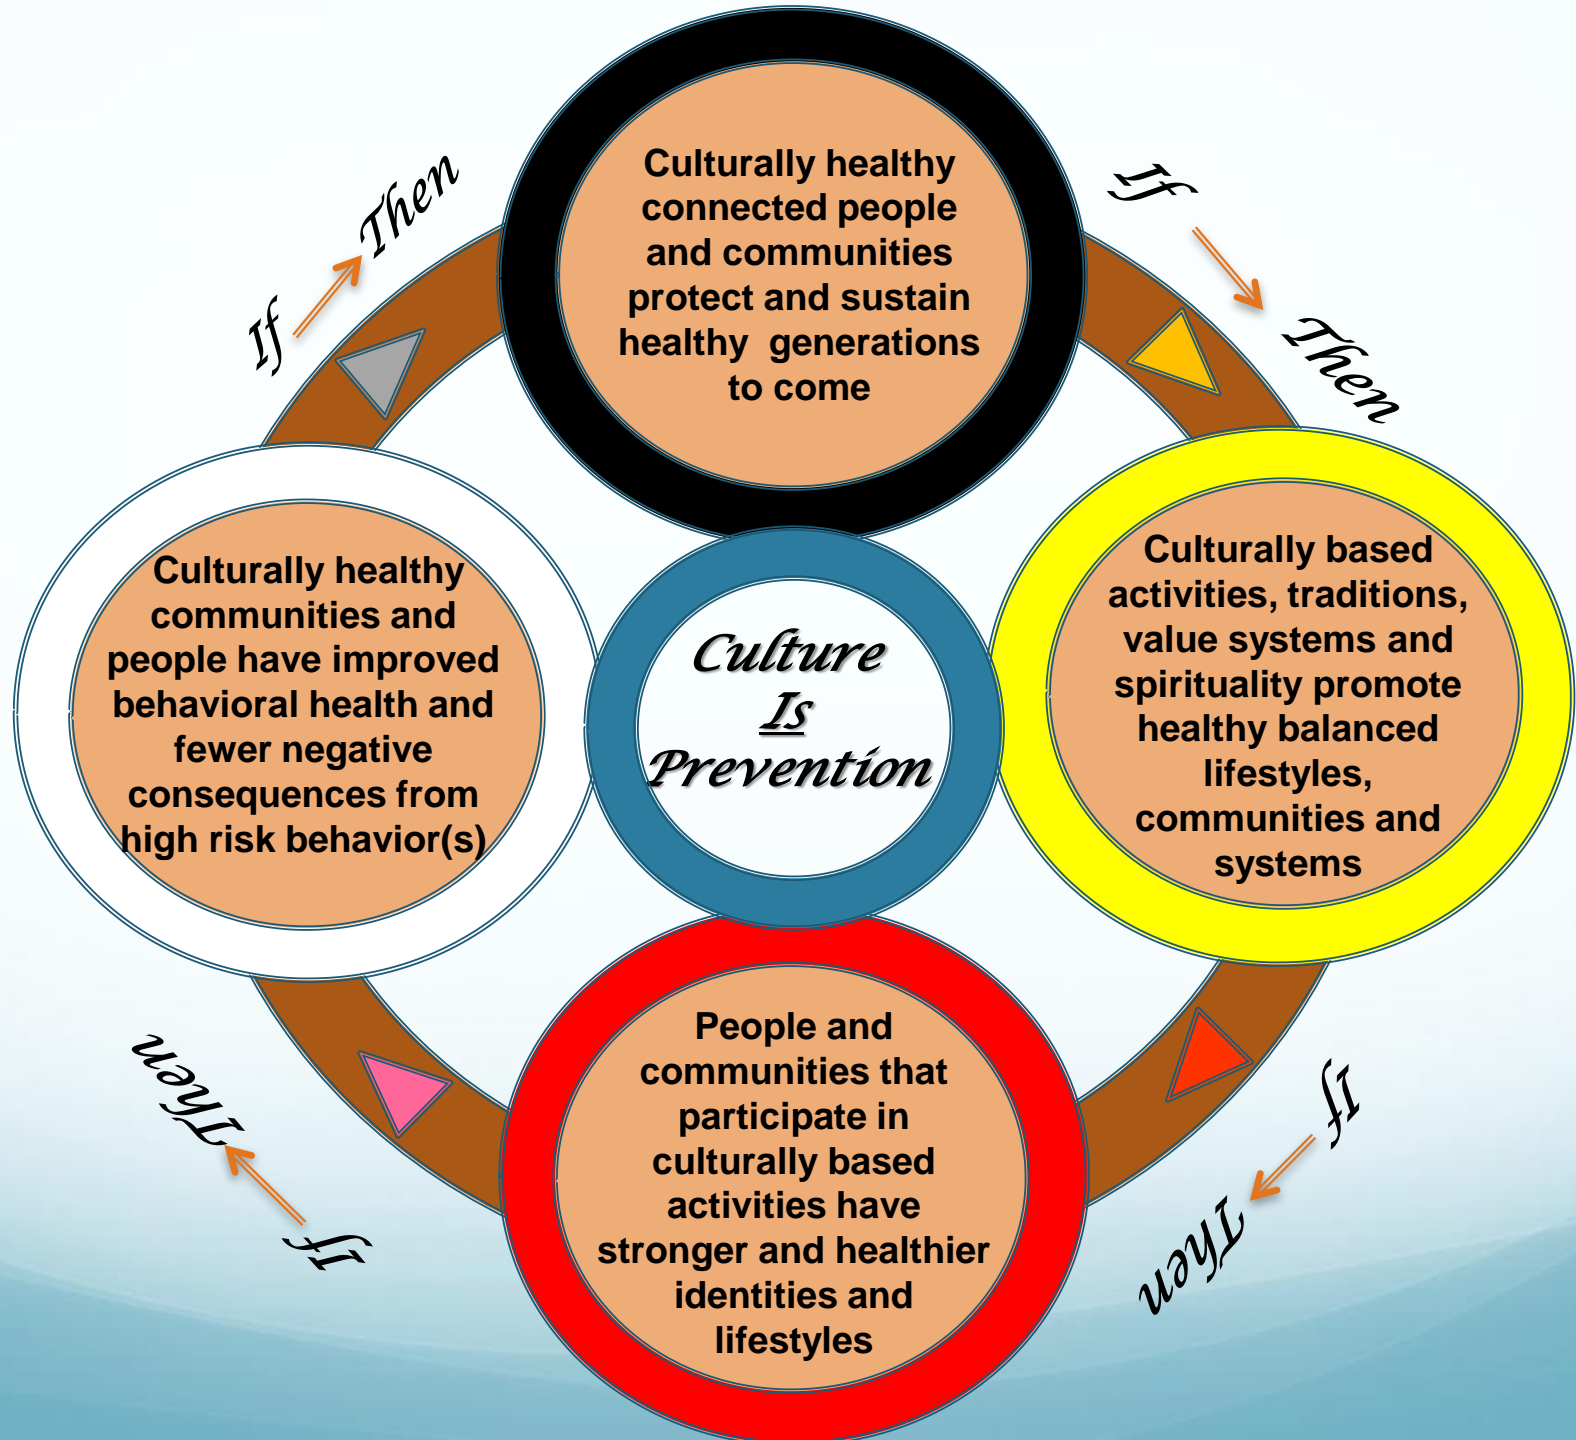 Culturally healthy
connected people
and communities
protect and sustain
healthy generations
to come
If
Then
Culturally based
activities, traditions,
value systems and
spirituality promote
healthy balanced
lifestyles,
communities and
systems
If
Then
People and
communities that
participate in
culturally based
activities have
stronger and healthier
identities and
lifestyles
If
Then
Culturally healthy
communities and
people have improved
behavioral health and
fewer negative
consequences from
high risk behavior(s)
If
Then
Culture
Is
Prevention